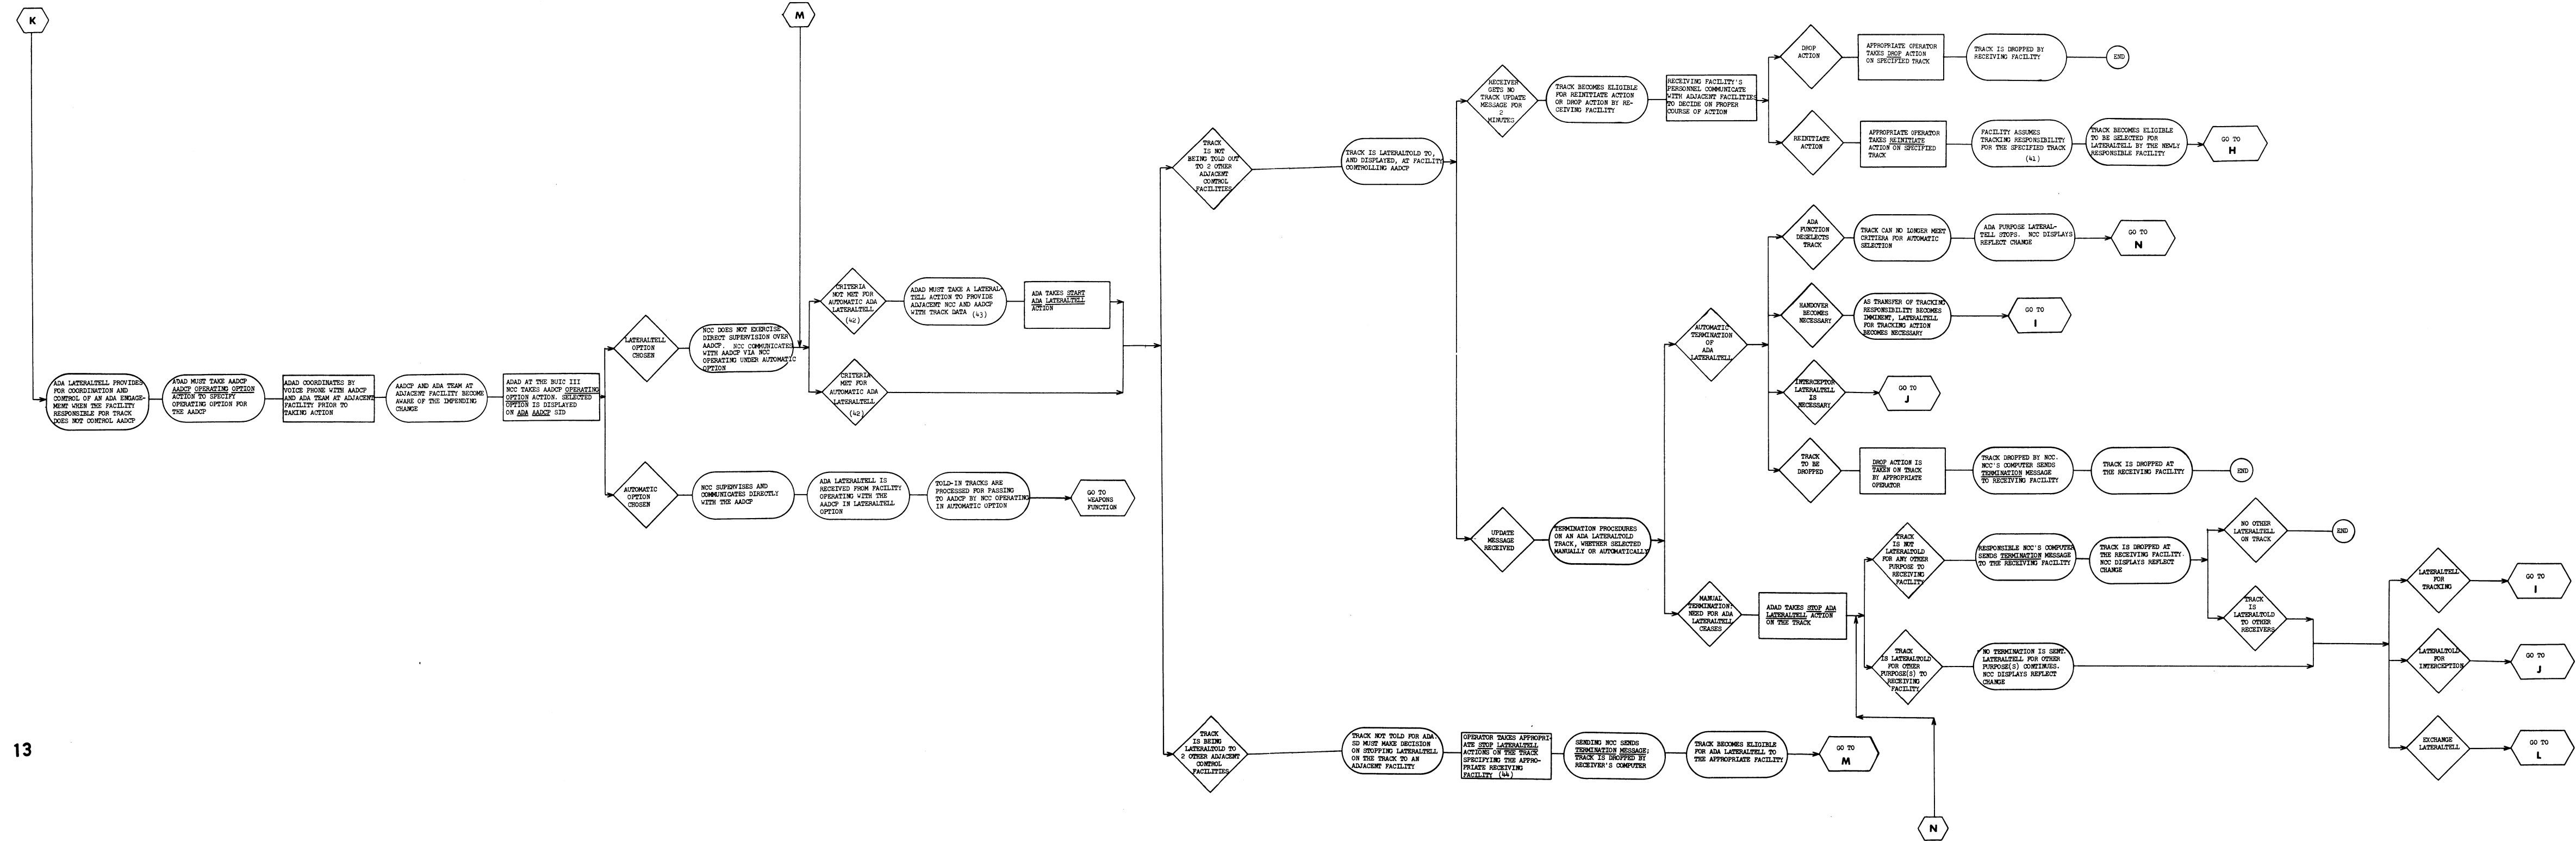 K
M
ADA LATERALTELL PROVIDES
FOR COORDINATION AND
CONTROL OF AN ADA ENGAGE-
MENT WHEN THE FACILITY
RESPONSIBLE FOR TRACK
DOES NOT CONTROL AADCP
ADAD MUST TAKE AADCP
AADCP OPERATING OPTION
ACTION TO SPECIFY
OPERATING OPTION FOR
THE AADCP
ADAD COORDINATES BY
VOICE PHONE WITH AADCP
AND ADA TEAM AT ADJACENT
FACILITY PRIOR TO
TAKING ACTION
AADCP AND ADA TEAM AT
ADJACENT FACILITY BECOME
AWARE OF THE IMPENDING
CHANGE
ADAD AT THE BUIC III
NCC TAKES AADCP OPERATING
OPTION ACTION. SELECTED
OPTION IS DISPLAYED
ON ADA AADCP SID
LATERALTELL
OPTION
CHOSEN
NCC DOES NOT EXERCISE
DIRECT SUPERVISION OVER
AADCP. NCC COMMUNICATES
WITH AADCP VIA NCC
OPERATING UNDER AUTOMATIC
OPTION
AUTOMATIC
OPTION
CHOSEN
NCC SUPERVISES AND
COMMUNICATES DIRECTLY
WITH THE AADCP
ADA LATERALTELL IS
RECEIVED FROM FACILITY
OPERATING WITH THE
AADCP IN LATERALTELL
OPTION
TOLD-IN TRACKS ARE
PROCESSED FOR PASSING
TO AADCP BY NCC OPERATING
IN AUTOMATIC OPTION
GO TO
WEAPONS
FUNCTION
CRITERIA
NOT MET FOR
AUTOMATIC ADA
LATERALTELL
(42)
ADAD MUST TAKE A LATERAL-
TELL ACTION TO PROVIDE
ADJACENT NCC AND AADCP
WITH TRACK DATA (43)
ADA TAKES START
ADA LATERALTELL
ACTION
CRITERIA
MET FOR
AUTOMATIC ADA
LATERALTELL
(42)
TRACK
IS NOT
BEING TOLD OUT
TO 2 OTHER
ADJACENT
CONTROL
FACILITIES
TRACK IS LATERALTOLD TO,
AND DISPLAYED, AT FACILITY
CONTROLLING AADCP
RECEIVER
GETS NO
TRACK UPDATE
MESSAGE FOR
2
MINUTES
TRACK BECOMES ELIGIBLE
FOR REINITIATE ACTION
OR DROP ACTION BY RE-
CEIVING FACILITY
RECEIVING FACILITY'S
PERSONNEL COMMUNICATE
WITH ADJACENT FACILITIES
TO DECIDE ON PROPER
COURSE OF ACTION
DROP
ACTION
APPROPRIATE OPERATOR
TAKES DROP ACTION
ON SPECIFIED TRACK
TRACK IS DROPPED BY
RECEIVING FACILITY
END
REINITIATE
ACTION
APPROPRIATE OPERATOR
TAKES REINITIATE
ACTION ON SPECIFIED
TRACK
FACILITY ASSUMES
TRACKING RESPONSIBILITY
FOR THE SPECIFIED TRACK
(41)
TRACK BECOMES ELIGIBLE
TO BE SELECTED FOR
LATERALTELL BY THE NEWLY
RESPONSIBLE FACILITY
GO TO
H
UPDATE
MESSAGE
RECEIVED
TERMINATION PROCEDURES
ON AN ADA LATERALTOLD
TRACK, WHETHER SELECTED
MANUALLY OR AUTOMATICALLY
AUTOMATIC
TERMINATION
OF
ADA
LATERALTELL
ADA
FUNCTION
DESELECTS
TRACK
TRACK CAN NO LONGER MEET
CRITIERA FOR AUTOMATIC
SELECTION
ADA PURPOSE LATERAL-
TELL STOPS. NCC DISPLAYS
REFLECT CHANGE
GO TO
N
HANDOVER
BECOMES
NECESSARY
AS TRANSFER OF TRACKING
RESPONSIBILITY BECOMES
IMMINENT, LATERALTELL
FOR TRACKING ACTION
BECOMES NECESSARY
GO TO
I
INTERCEPTOR
LATERALTELL
IS
NECESSARY
GO TO
J
TRACK
TO BE
DROPPED
DROP ACTION IS
TAKEN ON TRACK
BY APPROPRIATE
OPERATOR
TRACK DROPPED BY NCC.
NCC'S COMPUTER SENDS
TERMINATION MESSAGE
TO RECEIVING FACILITY
TRACK IS DROPPED AT
THE RECEIVING FACILITY
END
MANUAL
TERMINATION:
NEED FOR ADA
LATERALTELL
CEASES
ADAD TAKES STOP ADA
LATERALTELL ACTION
ON THE TRACK
TRACK
IS NOT
LATERALTOLD
FOR ANY OTHER
PURPOSE TO
RECEIVING
FACILITY
RESPONSIBLE NCC'S COMPUTER
SENDS TERMINATION MESSAGE
TO THE RECEIVING FACILITY
TRACK IS DROPPED AT
THE RECEIVING FACILITY.
NCC DISPLAYS REFLECT
CHANGE
NO OTHER
LATERALTELL
ON TRACK
END
TRACK
IS
LATERALTOLD
TO OTHER
RECEIVERS
TRACK
IS LATERALTOLD
FOR OTHER
PURPOSE(S) TO
RECEIVING
FACILITY
NO TERMINATION IS SENT.
LATERALTELL FOR OTHER
PURPOSE(S) CONTINUES.
NCC DISPLAYS REFLECT
CHANGE
LATERALTELL
FOR
TRACKING
GO TO
I
LATERALTOLD
FOR
INTERCEPTION
GO TO
J
EXCHANGE
LATERALTELL
GO TO
L
TRACK
IS BEING
LATERALTOLD TO
2 OTHER ADJACENT
CONTROL
FACILITIES
TRACK NOT TOLD FOR ADA.
SD MUST MAKE DECISION
ON STOPPING LATERALTELL
ON THE TRACK TO AN
ADJACENT FACILITY
OPERATOR TAKES APPROPRI-
ATE STOP LATERALTELL
ACTIONS ON THE TRACK
SPECIFYING THE APPRO-
PRIATE RECEIVING
FACILITY (44)
SENDING NCC SENDS
TERMINATION MESSAGE;
TRACK IS DROPPED BY
RECEIVER'S COMPUTER
TRACK BECOMES ELIGIBLE
FOR ADA LATERALTELL TO
THE APPROPRIATE FACILITY
GO TO
M
N
13